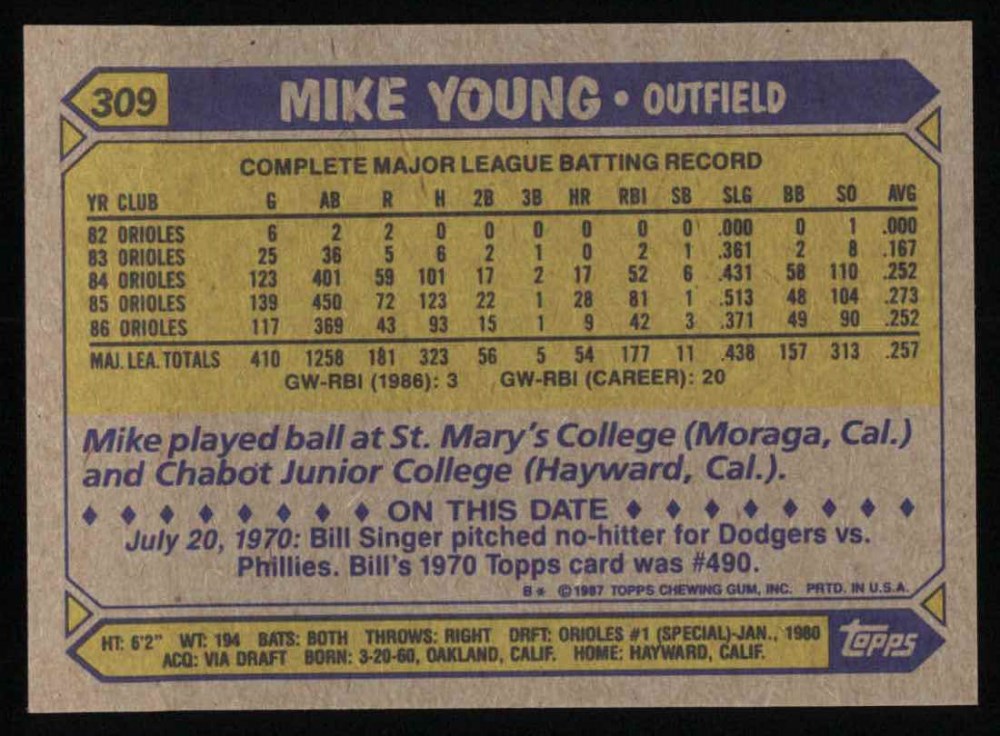 309
MIKE YOUNG • OUTFIELD
COMPLETE MAJOR LEAGUE BATTING RECORD
YR CLUB G AB R H 2B 3B HR RBI SB SLG BB SO AVG
82 ORIOLES 6 2 2 0 0 0 0 0 0 .000 0 1 .000
83 ORIOLES 25 36 5 6 2 1 0 2 1 .361 2 8 .167
84 ORIOLES 123 401 59 101 17 2 17 52 6 .431 58 110 .252
85 ORIOLES 139 450 72 123 22 1 28 81 1 .513 48 104 .273
86 ORIOLES 117 369 43 93 15 1 9 42 3 .371 49 90 .252
MAJ. LEA. TOTALS 410 1258 181 323 56 5 54 177 11 .438 157 313 .257
GW-RBI (1986): 3 GW-RBI (CAREER): 20
Mike played ball at St. Mary's College (Moraga, Cal.)
and Chabot Junior College (Hayward, Cal.).
♦ ♦ ♦ ♦ ♦ ♦ ♦ ♦ ON THIS DATE ♦ ♦ ♦ ♦ ♦ ♦ ♦ ♦
July 20, 1970: Bill Singer pitched no-hitter for Dodgers vs.
Phillies. Bill's 1970 Topps card was #490.
B* ©1987 TOPPS CHEWING GUM, INC. PRTD. IN U.S.A.
HT: 6'2" WT: 194 BATS: BOTH THROWS: RIGHT DRFT: ORIOLES #1 (SPECIAL)-JAN., 1980
ACQ: VIA DRAFT BORN: 3-20-60, OAKLAND, CALIF. HOME: HAYWARD, CALIF.
Topps